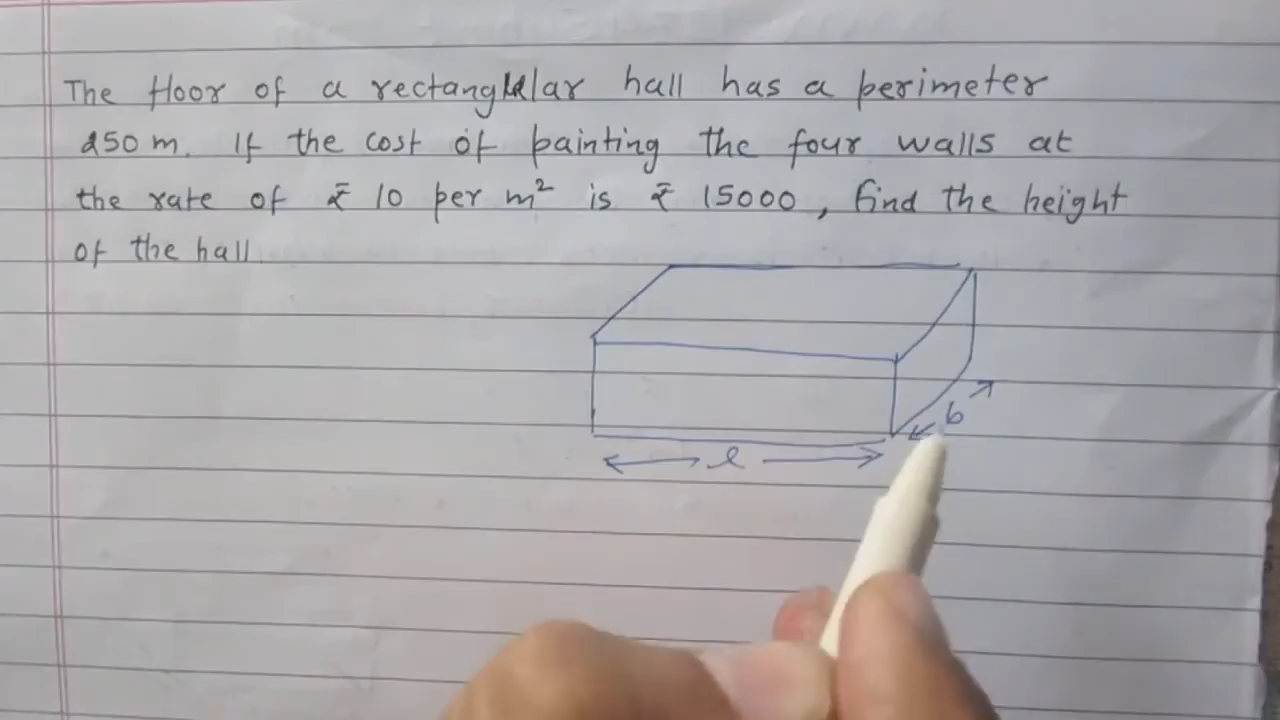 The floor of a rectangular hall has a perimeter
250 m. If the cost of painting the four walls at
the rate of ₹ 10 per m² is ₹ 15000, find the height
of the hall.
b
l